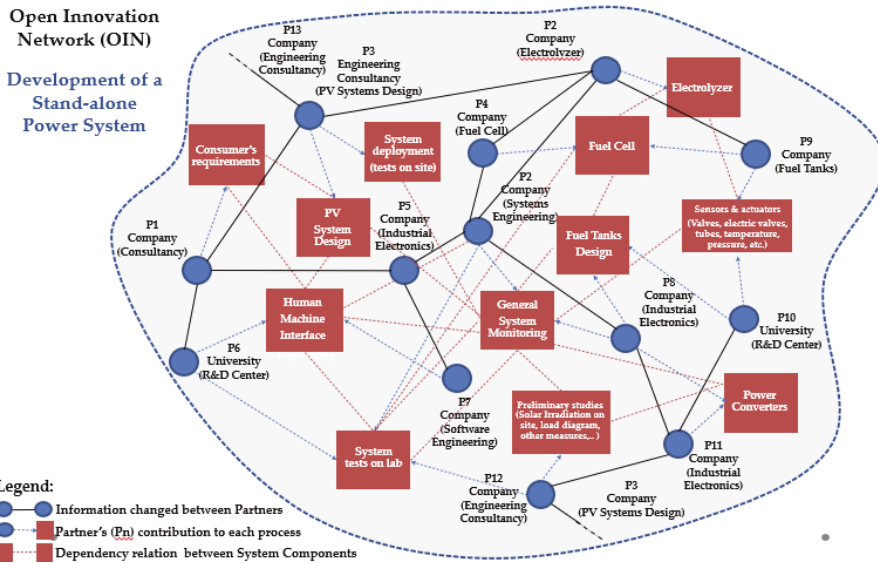 Open Innovation
Network (OIN)
Development of a
Stand-alone
Power System
P13
Company
(Engineering
Consultancy)
P3
Engineering
Consultancy
(PV Systems Design)
P2
Company
(Electrolyzer)
Electrolyzer
P4
Company
(Fuel Cell)
Consumer's
requirements
System
deployment
(tests on site)
Fuel Cell
P9
Company
(Fuel Tanks)
P2
Company
(Systems
Engineering)
PV
System
Design
P5
Company
(Industrial
Electronics)
Sensors & actuators
(Valves, electric valves,
tubes, temperature,
pressure, etc.)
P1
Company
(Consultancy)
Fuel Tanks
Design
P8
Company
(Industrial
Electronics)
Human
Machine
Interface
General
System
Monitoring
P10
University
(R&D Center)
P6
University
(R&D Center)
P7
Company
(Software
Engineering)
Preliminary studies
(Solar Irradiation on
site, load diagram,
other measures,.. )
Power
Converters
System
tests on lab
P11
Company
(Industrial
Electronics)
P12
Company
(Engineering
Consultancy)
P3
Company
(PV Systems Design)
Legend:
Information changed between Partners
Partner's (Pn) contribution to each process
Dependency relation between System Components